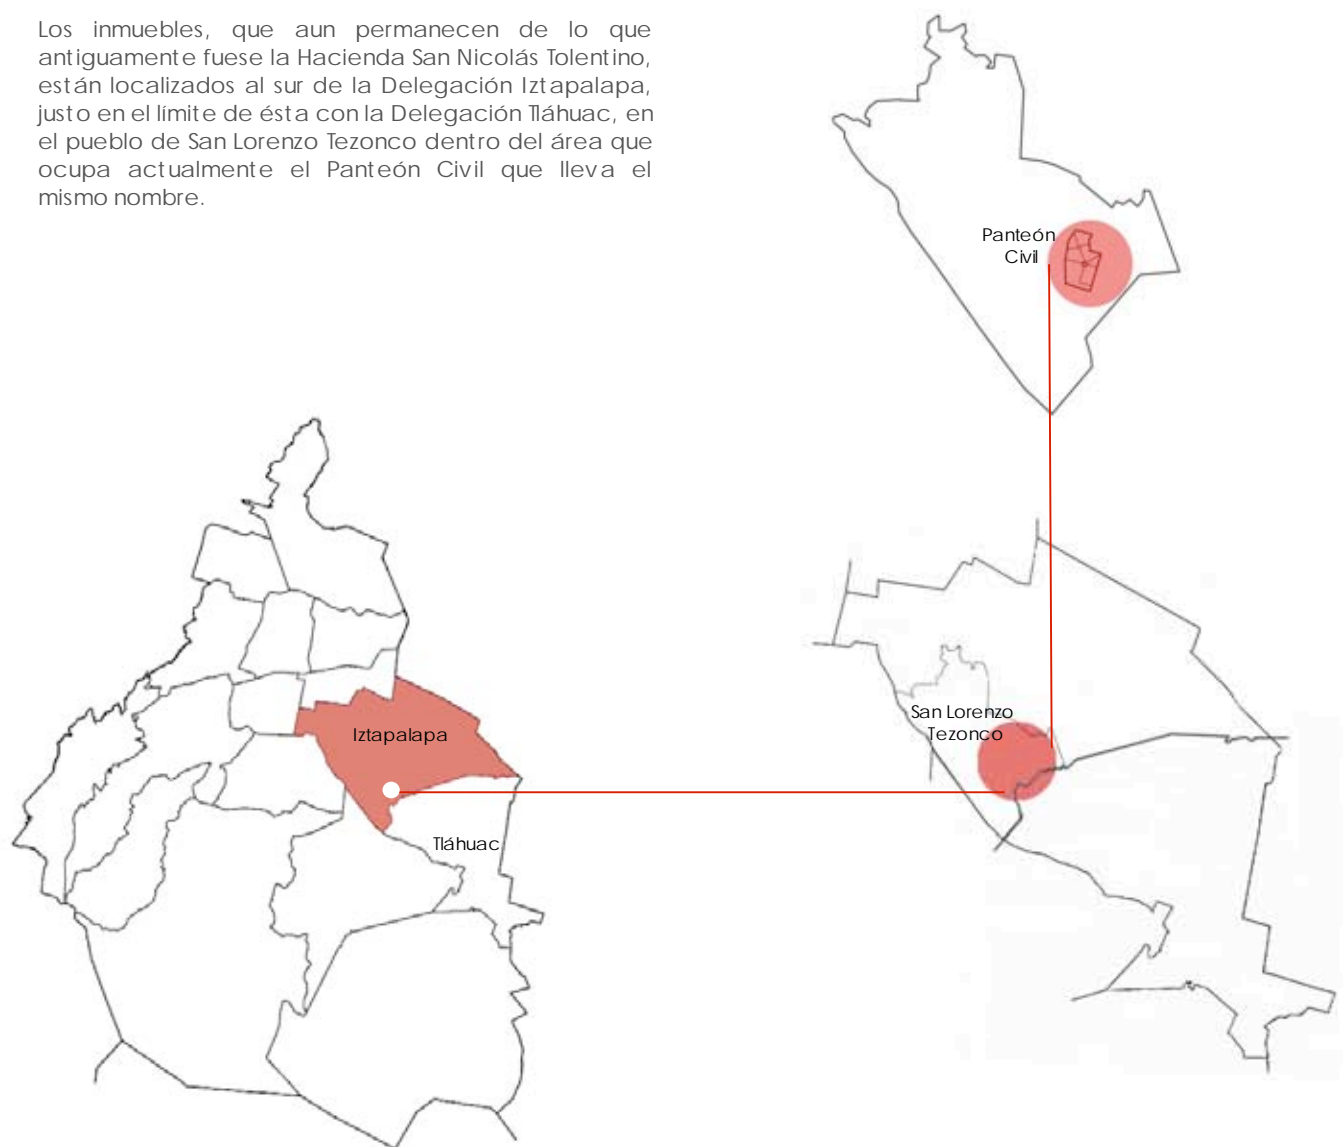 Los inmuebles, que aun permanecen de lo que
antiguamente fuese la Hacienda San Nicolás Tolentino,
están localizados al sur de la Delegación Iztapalapa,
justo en el límite de ésta con la Delegación Tláhuac, en
el pueblo de San Lorenzo Tezonco dentro del área que
ocupa actualmente el Panteón Civil que lleva el
mismo nombre.
Panteón
Civil
San Lorenzo
Tezonco
Iztapalapa
Tláhuac